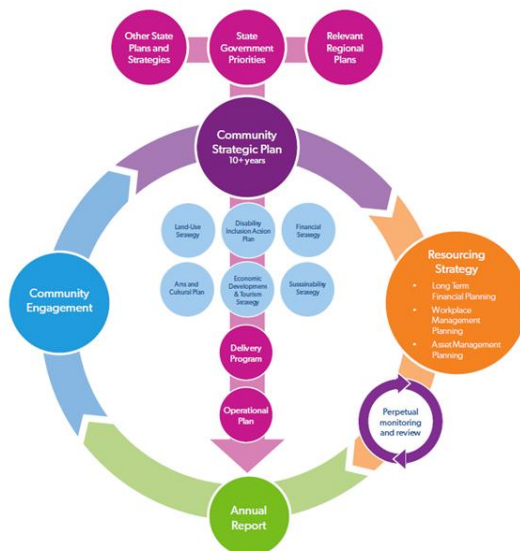 Other State
Plans and
Strategies
State
Government
Priorities
Relevant
Regional
Plans
Community
Strategic Plan
10+ years
Land-Use
Strategy
Disability
Inclusion Action
Plan
Financial
Strategy
Arts and
Cultural Plan
Economic
Development
& Tourism
Strategy
Sustainability
Strategy
Community
Engagement
Resourcing
Strategy
• Long Term
Financial Planning
• Workplace
Management
Planning
• Asset Management
Planning
Delivery
Program
Operational
Plan
Perpetual
monitoring
and review
Annual
Report